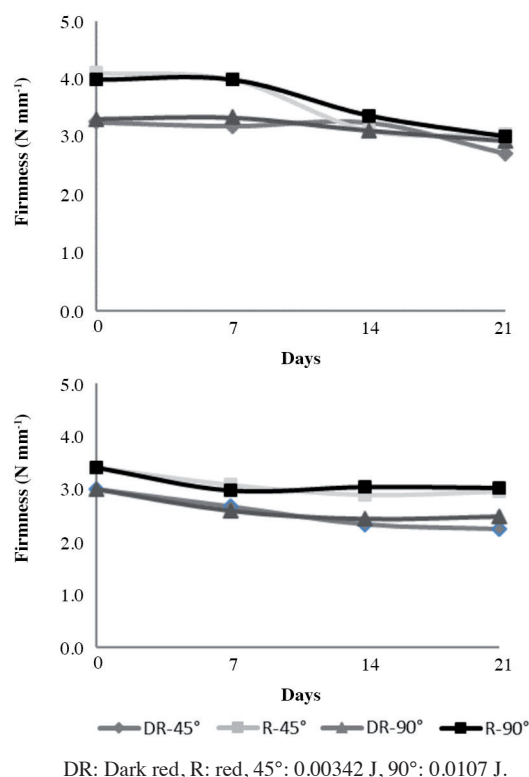 5.0
4.0
3.0
2.0
1.0
0.0
Firmness (N mm⁻¹)
0 7 14 21
Days
5.0
4.0
3.0
2.0
1.0
0.0
Firmness (N mm⁻¹)
0 7 14 21
Days
DR-45° R-45° DR-90° R-90°
DR: Dark red, R: red, 45°: 0.00342 J, 90°: 0.0107 J.